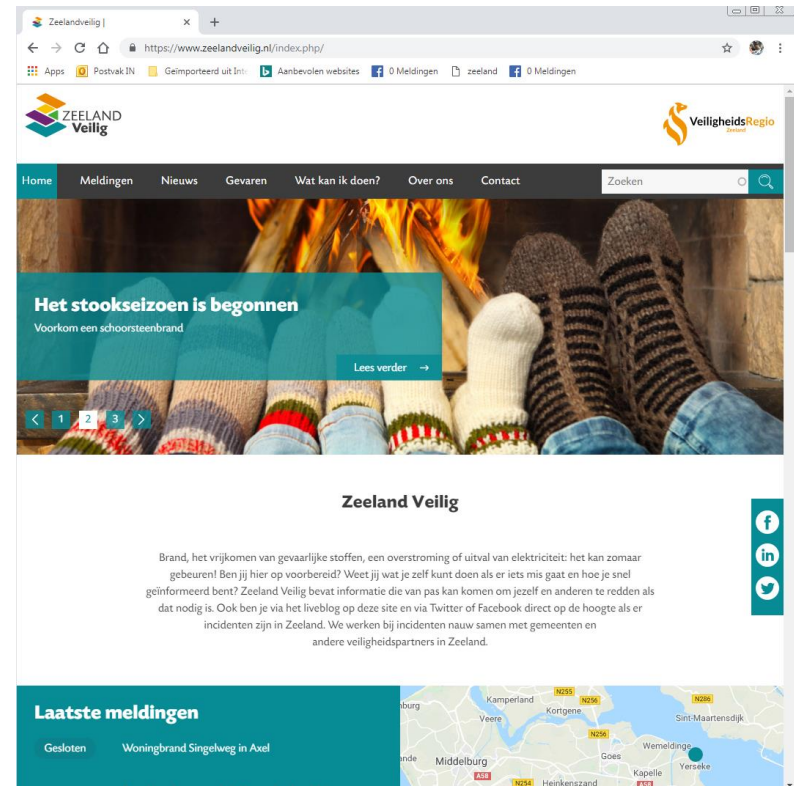 Zeelandveilig |
https://www.zeelandveilig.nl/index.php/
Apps Postvak IN Geïmporteerd uit Int Aanbevolen websites 0 Meldingen zeeland 0 Meldingen
ZEELAND
Veilig
VeiligheidsRegio
Zeeland
Home Meldingen Nieuws Gevaren Wat kan ik doen? Over ons Contact Zoeken
Het stookseizoen is begonnen
Voorkom een schoorsteenbrand
Lees verder →
1 2 3
Zeeland Veilig
Brand, het vrijkomen van gevaarlijke stoffen, een overstroming of uitval van elektriciteit: het kan zomaar
gebeuren! Ben jij hier op voorbereid? Weet jij wat je zelf kunt doen als er iets mis gaat en hoe je snel
geïnformeerd bent? Zeeland Veilig bevat informatie die van pas kan komen om jezelf en anderen te redden als
dat nodig is. Ook ben je via het liveblog op deze site en via Twitter of Facebook direct op de hoogte als er
incidenten zijn in Zeeland. We werken bij incidenten nauw samen met gemeenten en
andere veiligheidspartners in Zeeland.
Laatste meldingen
Gesloten Woningbrand Singelweg in Axel
nburg
Kamperland
N255
N256
N286
Veere
Kortgene
Sint-Maartensdijk
N256
Wemeldinge
ande
Middelburg
Goes
Yerseke
A58
Kapelle
N254
Heinkenszand
A58